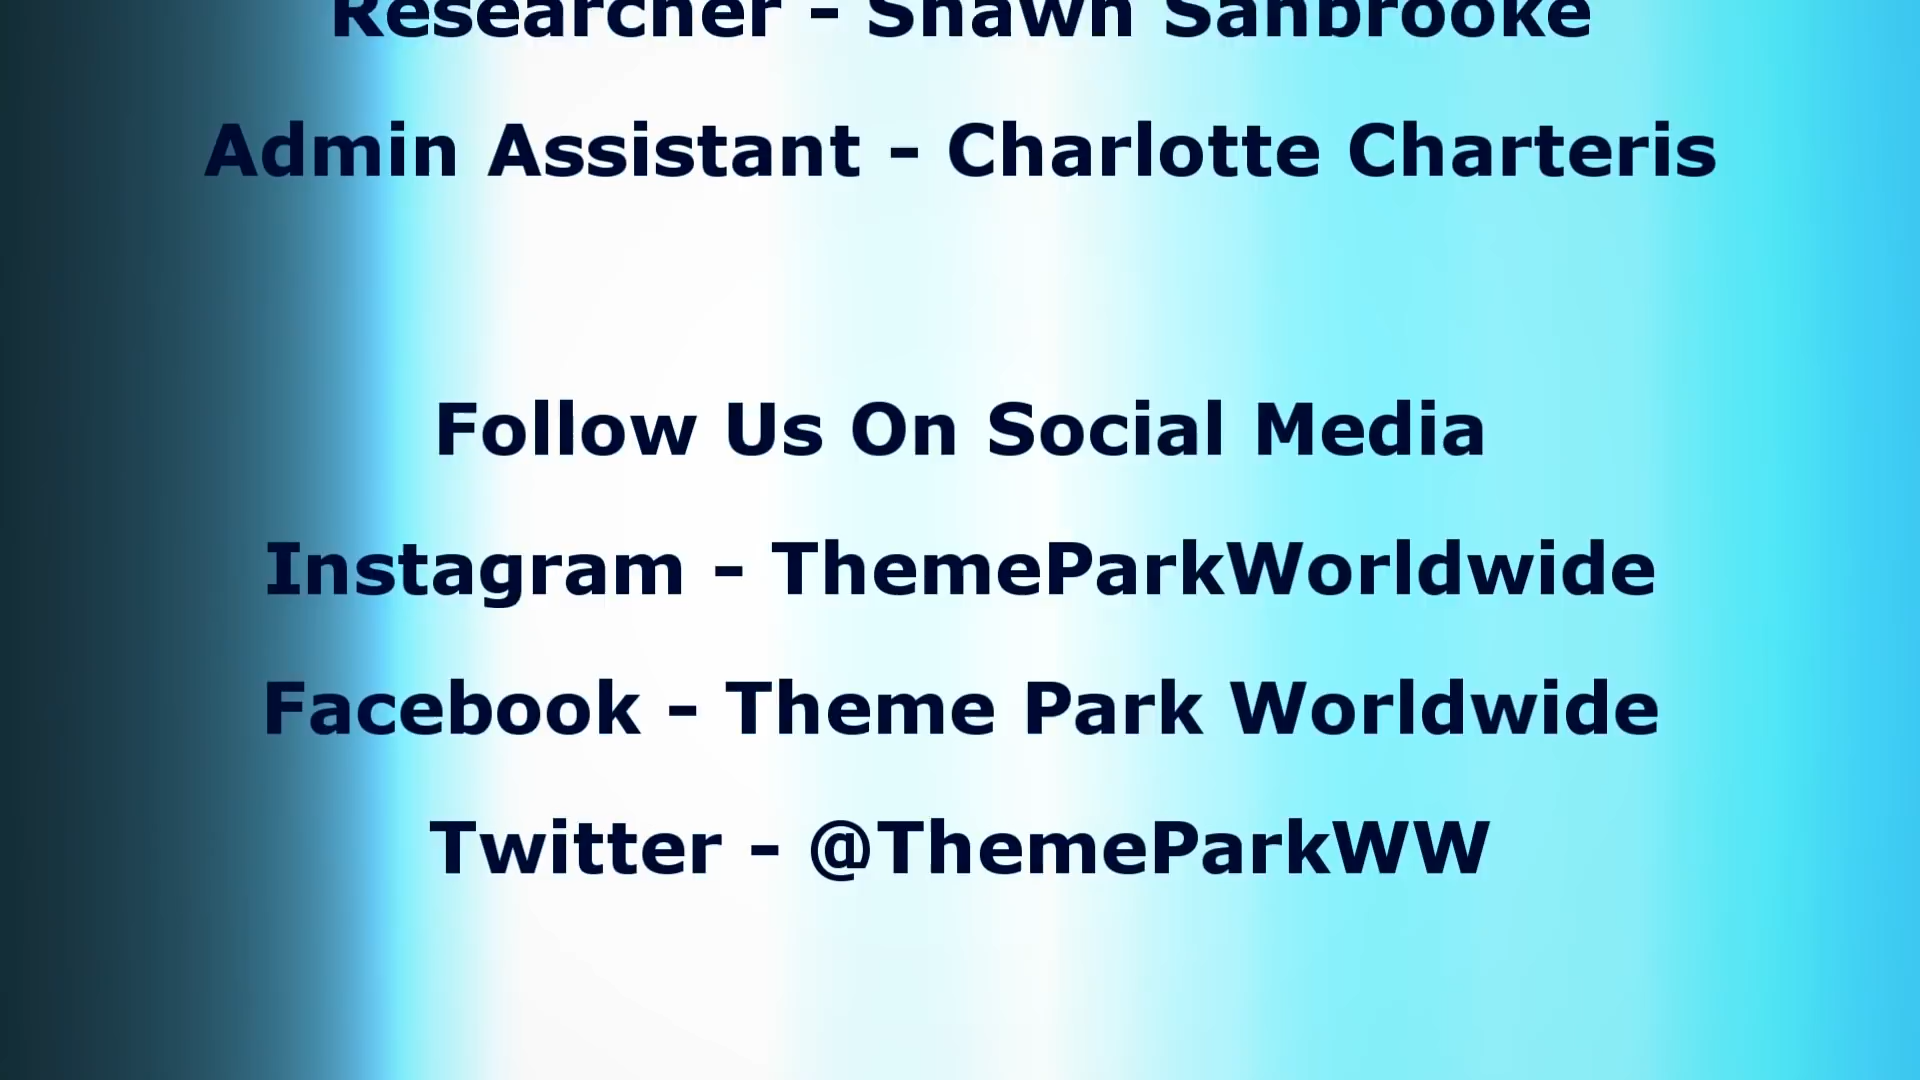 Researcher - Shawn Sanbrooke
Admin Assistant - Charlotte Charteris
Follow Us On Social Media
Instagram - ThemeParkWorldwide
Facebook - Theme Park Worldwide
Twitter - @ThemeParkWW